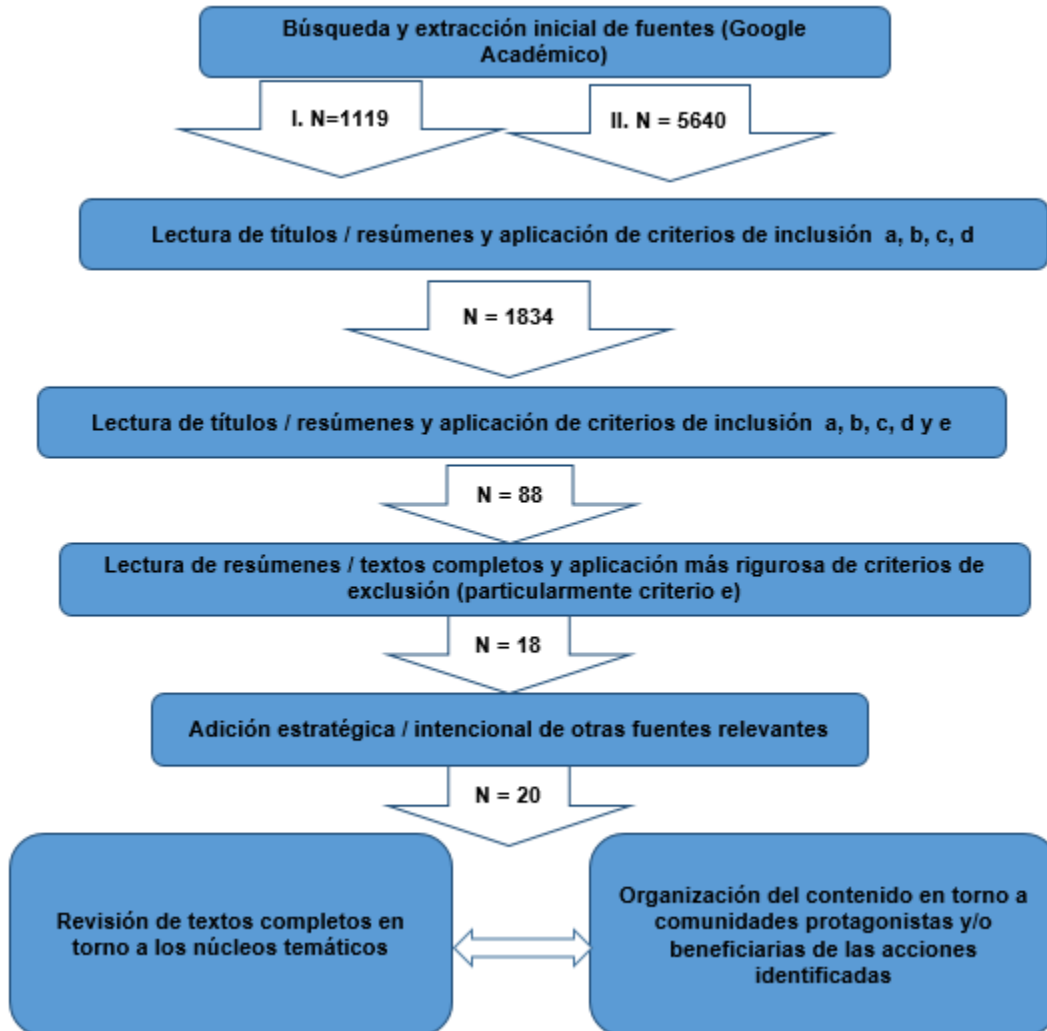 Búsqueda y extracción inicial de fuentes (Google
Académico)
I. N=1119
II. N = 5640
Lectura de títulos / resúmenes y aplicación de criterios de inclusión a, b, c, d
N = 1834
Lectura de títulos / resúmenes y aplicación de criterios de inclusión a, b, c, d y e
N = 88
Lectura de resúmenes / textos completos y aplicación más rigurosa de criterios de
exclusión (particularmente criterio e)
N = 18
Adición estratégica / intencional de otras fuentes relevantes
N = 20
Revisión de textos completos en
torno a los núcleos temáticos
Organización del contenido en torno a
comunidades protagonistas y/o
beneficiarias de las acciones
identificadas